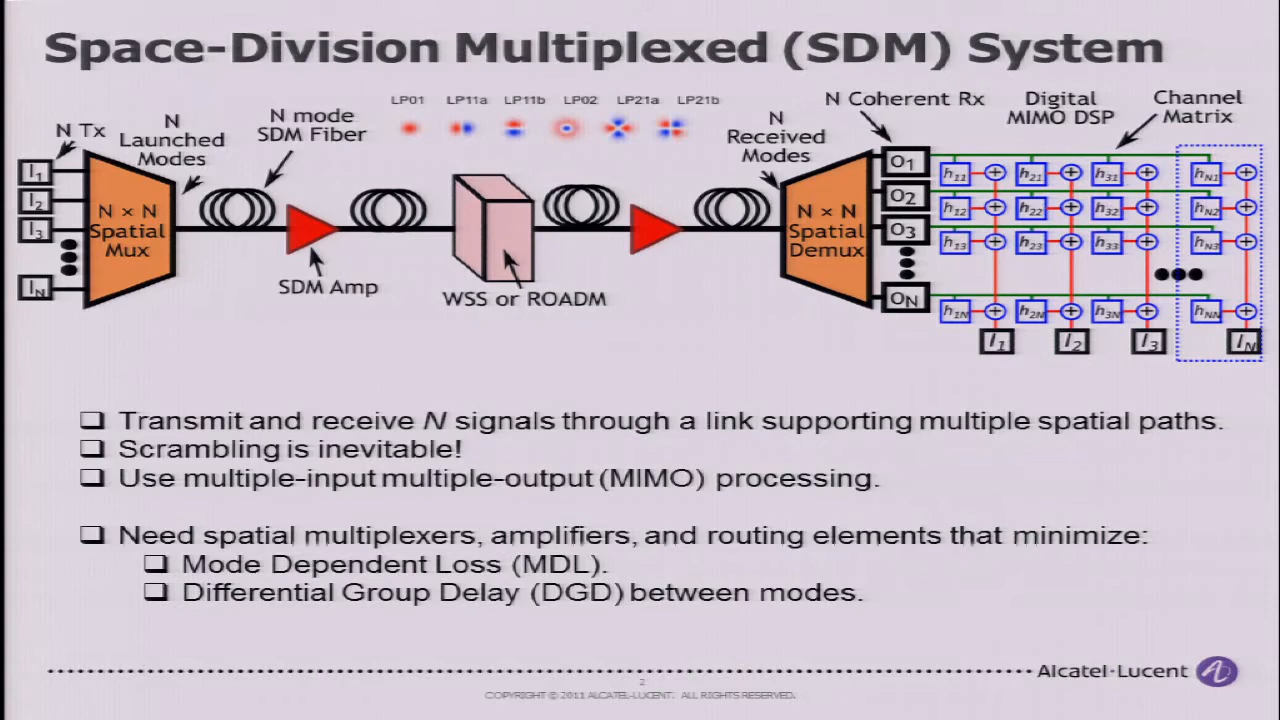 Space-Division Multiplexed (SDM) System
N Tx
N
Launched
Modes
N mode
SDM Fiber
LP01 LP11a LP11b LP02 LP21a LP21b
N
Received
Modes
N Coherent Rx
Digital
MIMO DSP
Channel
Matrix
I1
I2
I3
IN
N × N
Spatial
Mux
SDM Amp
WSS or ROADM
N × N
Spatial
Demux
O1
O2
O3
ON
h11 + h21 + h31 + hN1 +
h12 + h22 + h32 + hN2 +
h13 + h23 + h33 + hN3 +
h1N + h2N + h3N + hNN +
I1 I2 I3 IN
❑ Transmit and receive N signals through a link supporting multiple spatial paths.
❑ Scrambling is inevitable!
❑ Use multiple-input multiple-output (MIMO) processing.
❑ Need spatial multiplexers, amplifiers, and routing elements that minimize:
❑ Mode Dependent Loss (MDL).
❑ Differential Group Delay (DGD) between modes.
Alcatel·Lucent
2
COPYRIGHT © 2011 ALCATEL-LUCENT. ALL RIGHTS RESERVED.